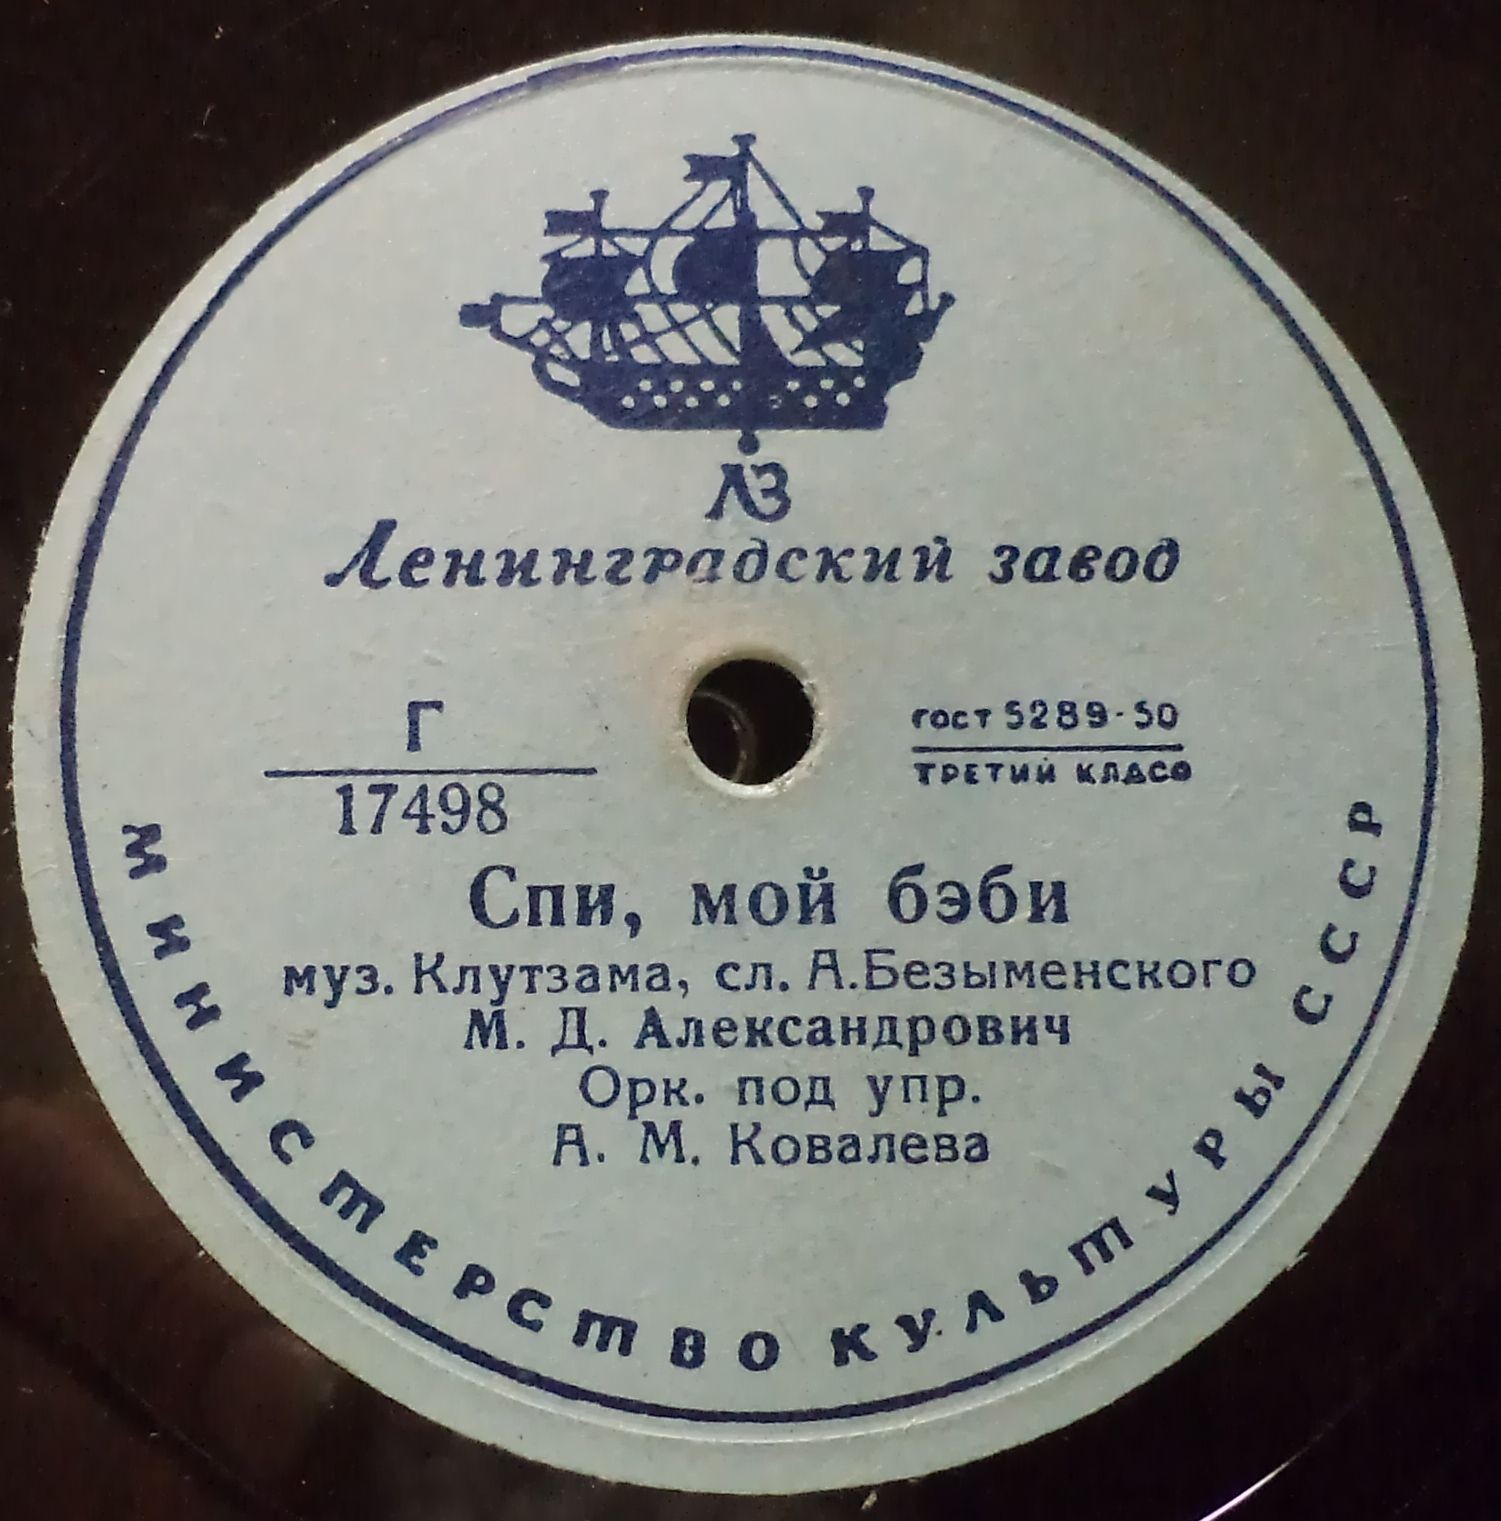 ЛЗ
Ленинградский завод
Г
17498
гост 5289-50
ТРЕТИЙ КЛАСС
Спи, мой бэби
муз. Клутзама, сл. А.Безыменского
М. Д. Александрович
Орк. под упр.
А. М. Ковалева
МИНИСТЕРСТВО КУЛЬТУРЫ СССР